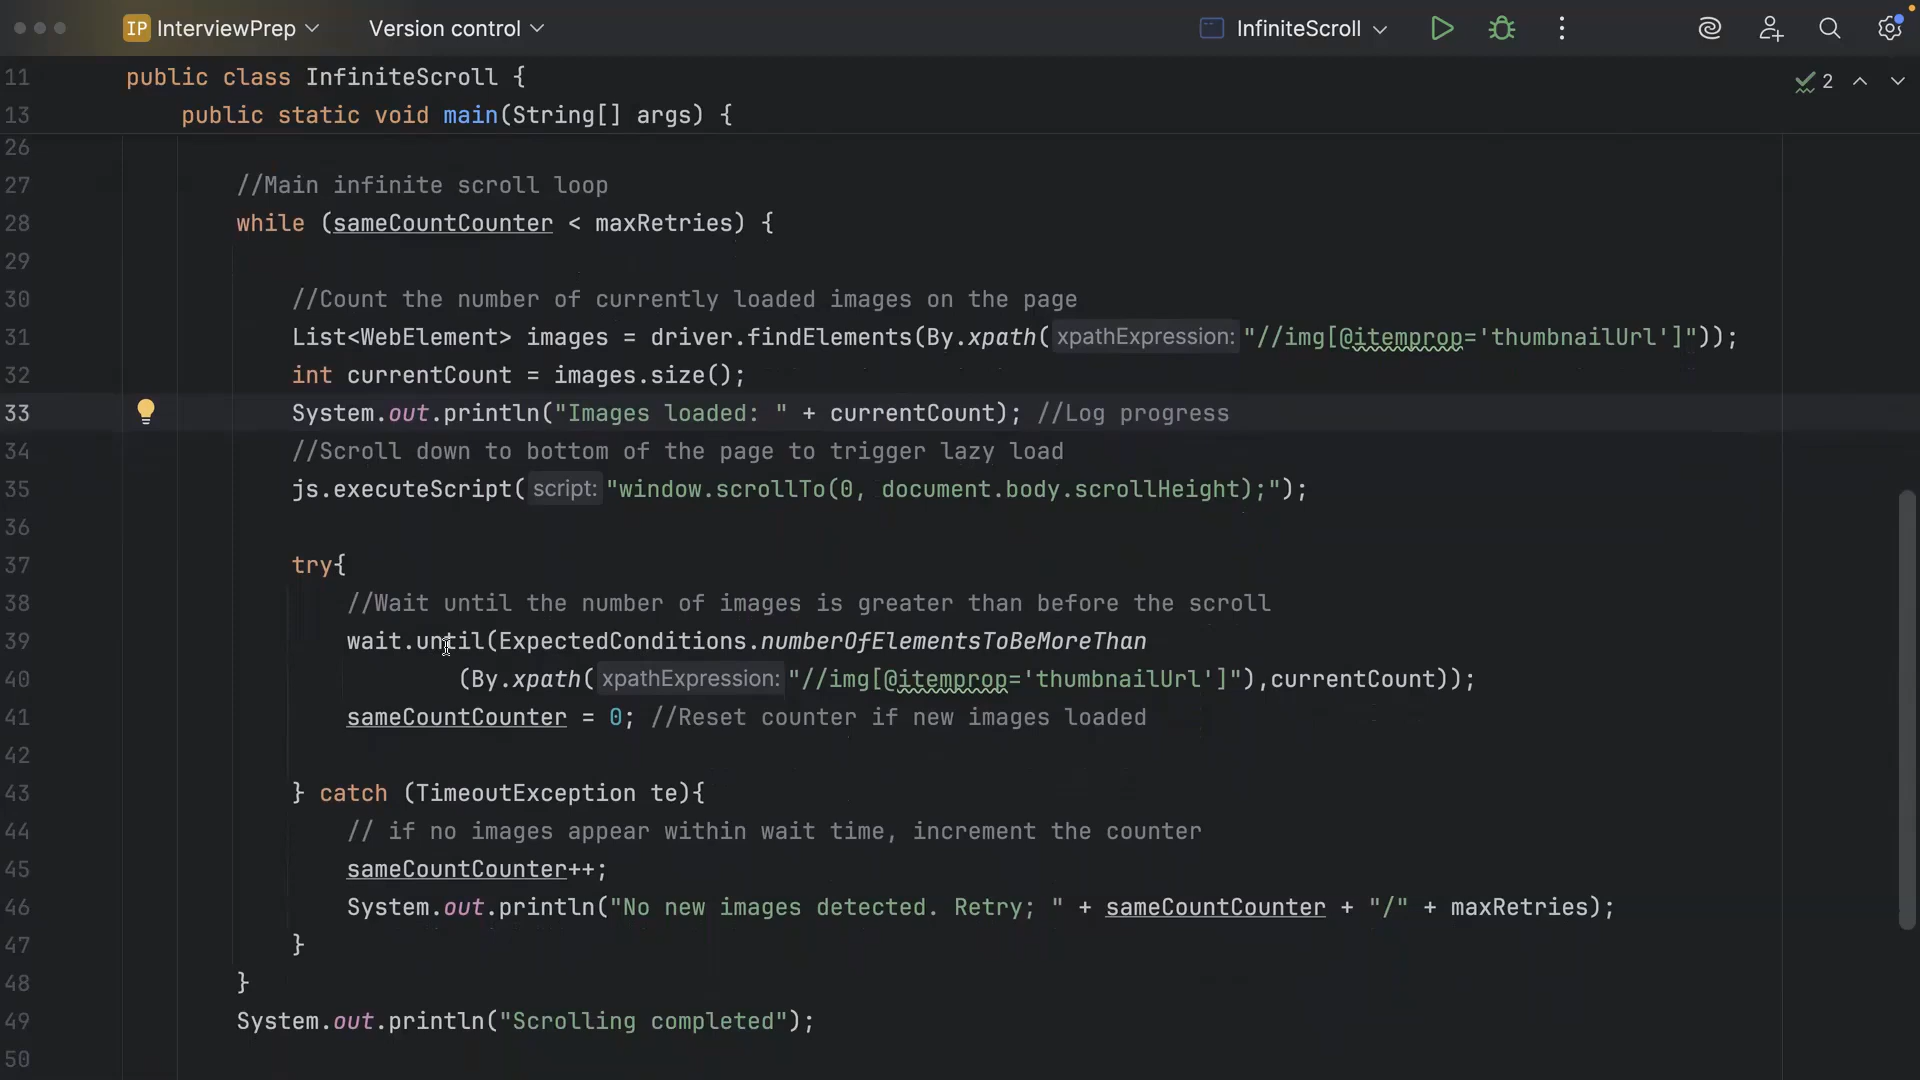 IP InterviewPrep Version control InfiniteScroll
11 public class InfiniteScroll { 2
13 public static void main(String[] args) {
26
27 //Main infinite scroll loop
28 while (sameCountCounter < maxRetries) {
29
30 //Count the number of currently loaded images on the page
31 List<WebElement> images = driver.findElements(By.xpath( xpathExpression: "//img[@itemprop='thumbnailUrl']"));
32 int currentCount = images.size();
33 System.out.println("Images loaded: " + currentCount); //Log progress
34 //Scroll down to bottom of the page to trigger lazy load
35 js.executeScript( script: "window.scrollTo(0, document.body.scrollHeight);");
36
37 try{
38 //Wait until the number of images is greater than before the scroll
39 wait.until(ExpectedConditions.numberOfElementsToBeMoreThan
40 (By.xpath( xpathExpression: "//img[@itemprop='thumbnailUrl']"),currentCount));
41 sameCountCounter = 0; //Reset counter if new images loaded
42
43 } catch (TimeoutException te){
44 // if no images appear within wait time, increment the counter
45 sameCountCounter++;
46 System.out.println("No new images detected. Retry; " + sameCountCounter + "/" + maxRetries);
47 }
48 }
49 System.out.println("Scrolling completed");
50